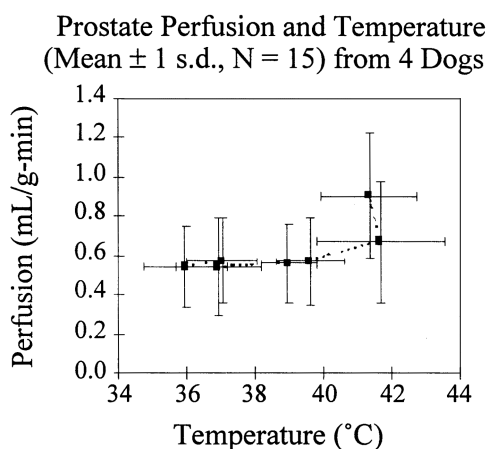 Prostate Perfusion and Temperature
(Mean ± 1 s.d., N = 15) from 4 Dogs
Perfusion (mL/g-min)
1.4
1.2
1.0
0.8
0.6
0.4
0.2
0.0
34 36 38 40 42 44
Temperature (˚C)